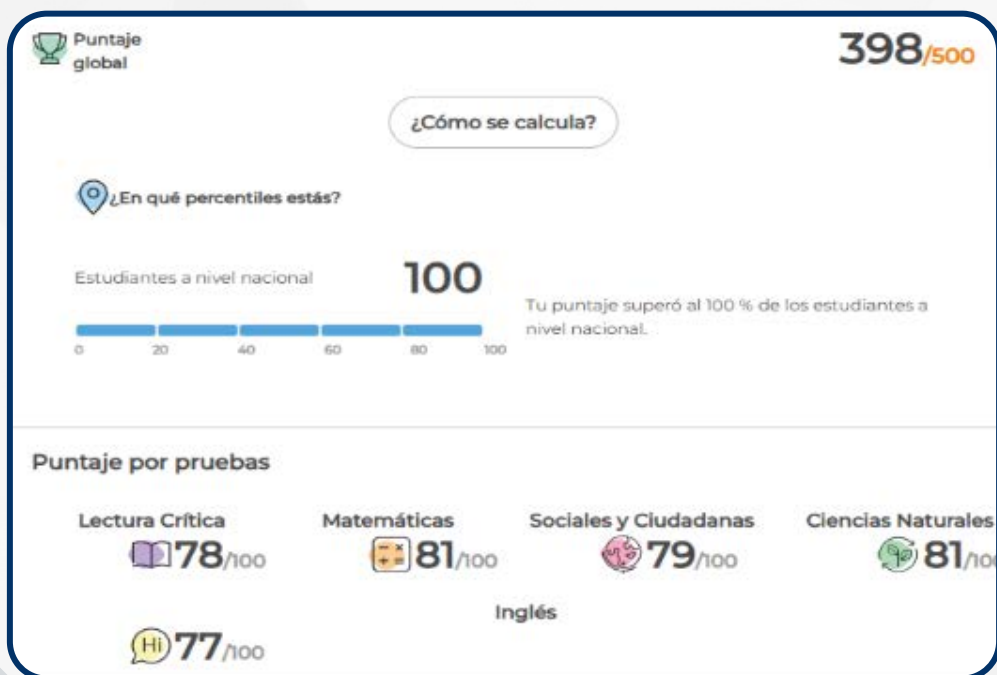 Puntaje
global
398/500
¿Cómo se calcula?
¿En qué percentiles estás?
Estudiantes a nivel nacional
100
Tu puntaje superó al 100 % de los estudiantes a
nivel nacional.
0 20 40 60 80 100
Puntaje por pruebas
Lectura Crítica Matemáticas Sociales y Ciudadanas Ciencias Naturales
78/100 81/100 79/100 81/100
Inglés
Hi 77/100